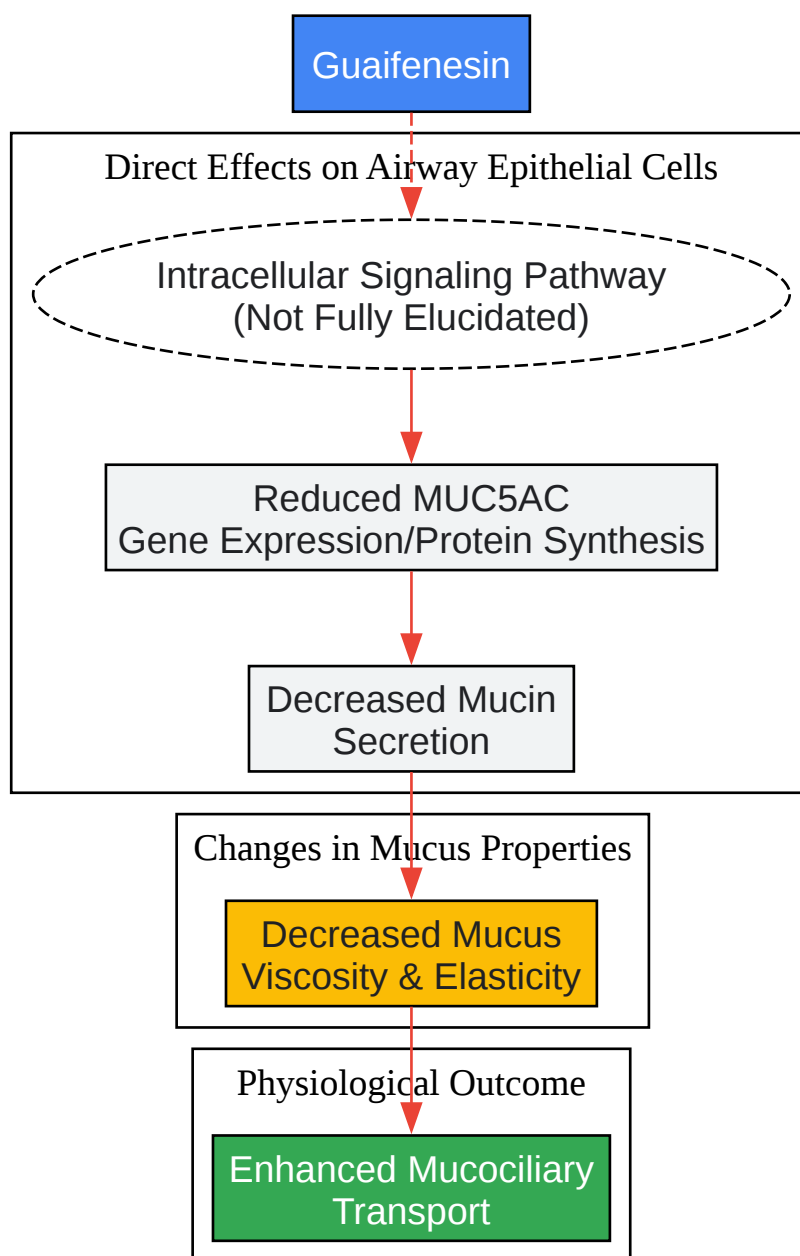 Guaifenesin
Direct Effects on Airway Epithelial Cells
Intracellular Signaling Pathway
(Not Fully Elucidated)
Reduced MUC5AC
Gene Expression/Protein Synthesis
Decreased Mucin
Secretion
Changes in Mucus Properties
Decreased Mucus
Viscosity & Elasticity
Physiological Outcome
Enhanced Mucociliary
Transport